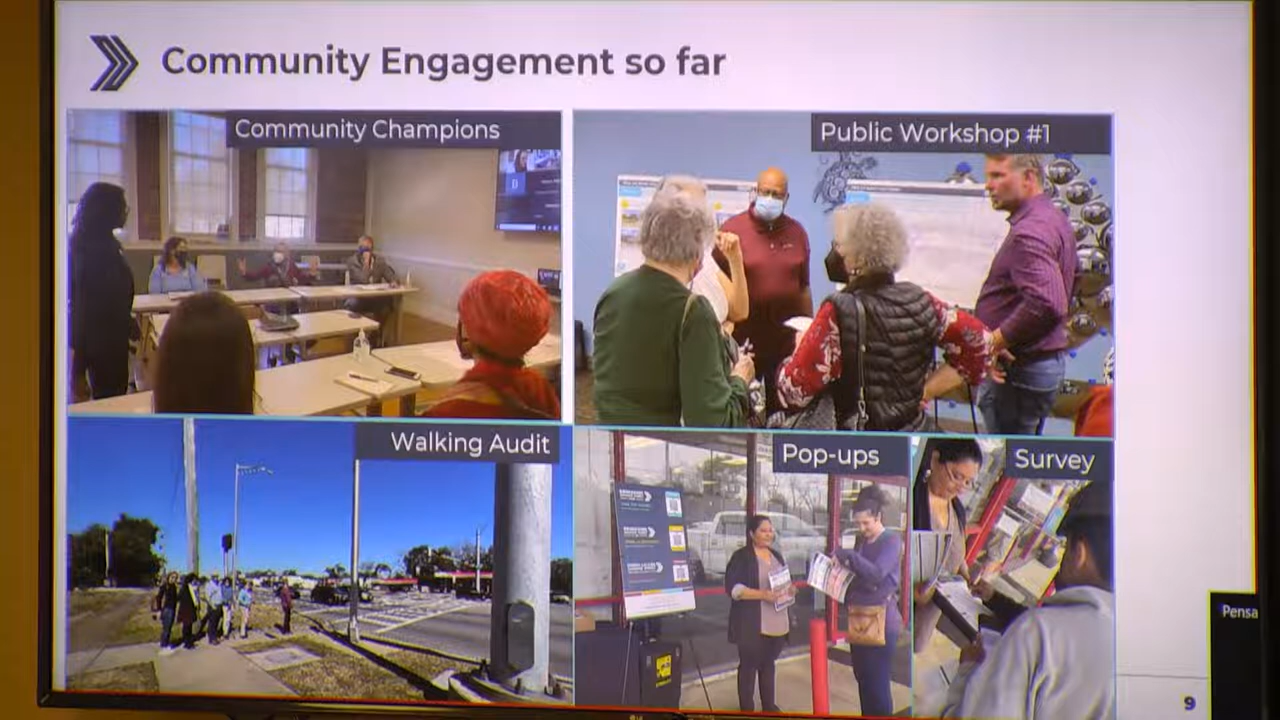 Community Engagement so far
Community Champions
Public Workshop #1
Walking Audit
Pop-ups
Survey
Pensa
9